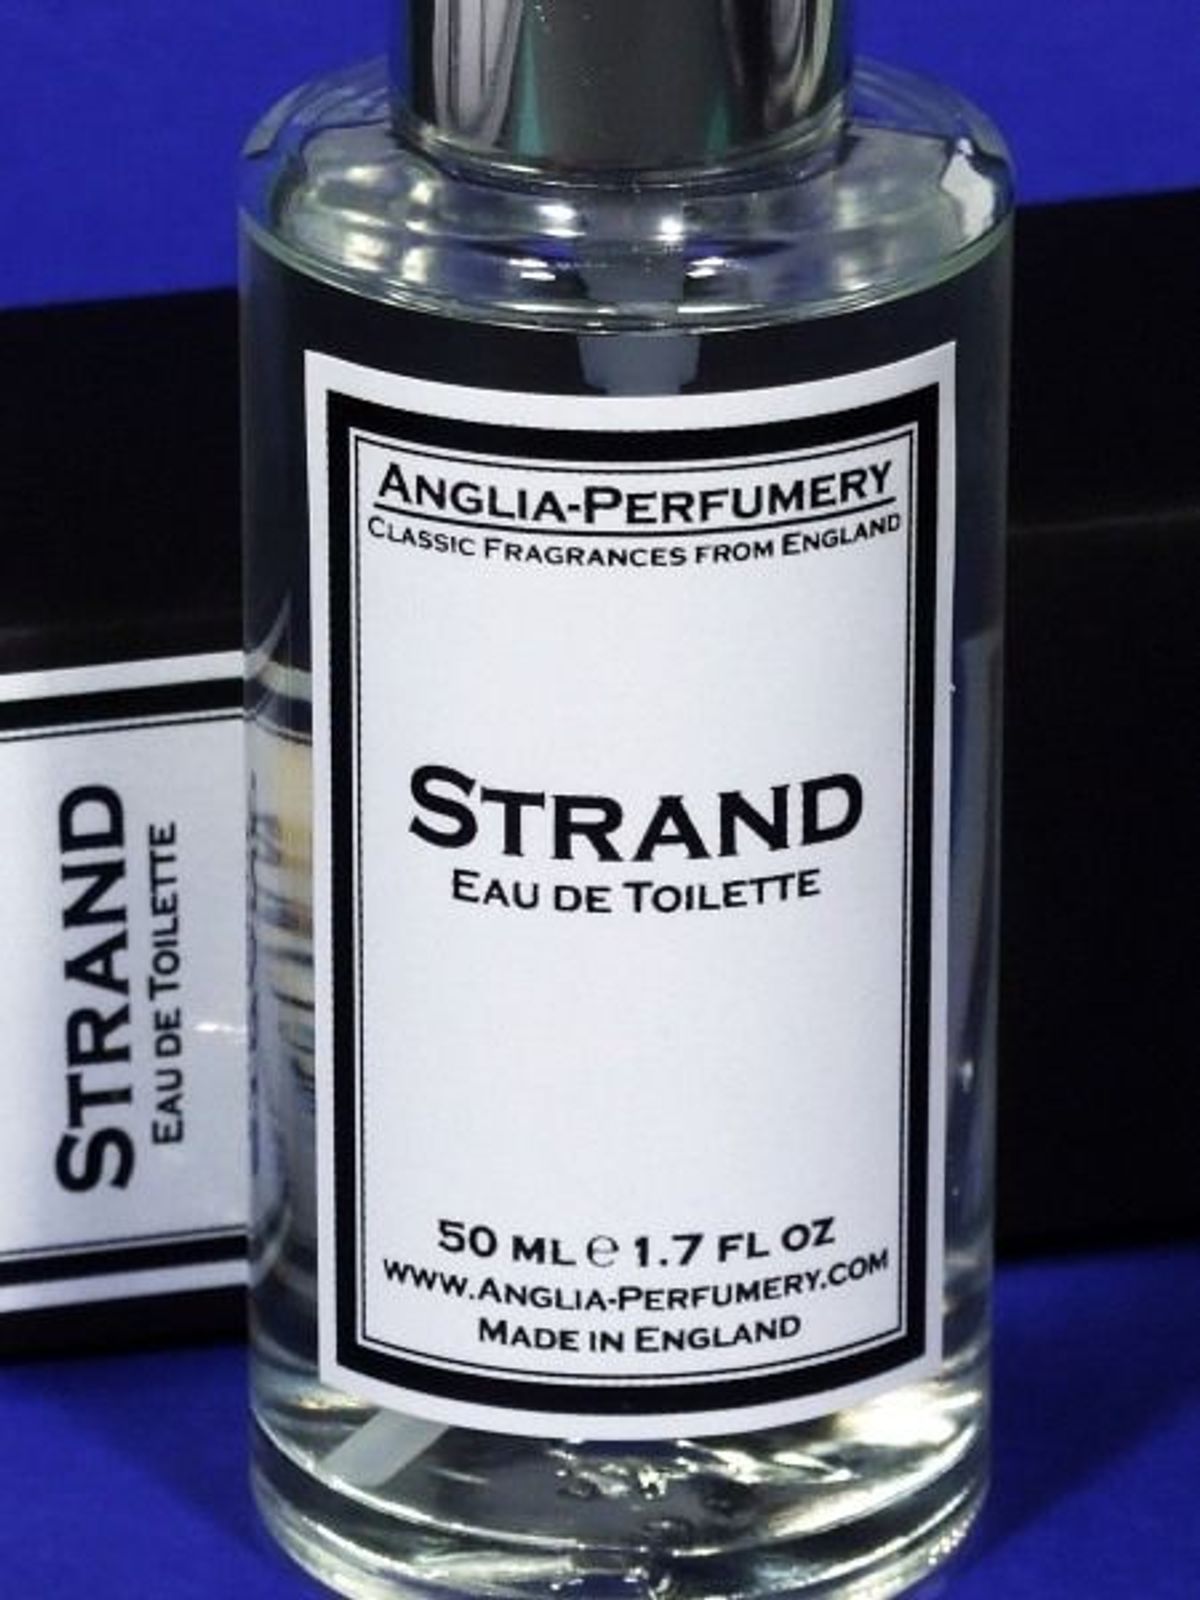 Anglia-Perfumery
Classic Fragrances from England
Strand
Eau de Toilette
50 ml ℮ 1.7 fl oz
www.Anglia-Perfumery.com
Made in England
Strand
Eau de Toilette